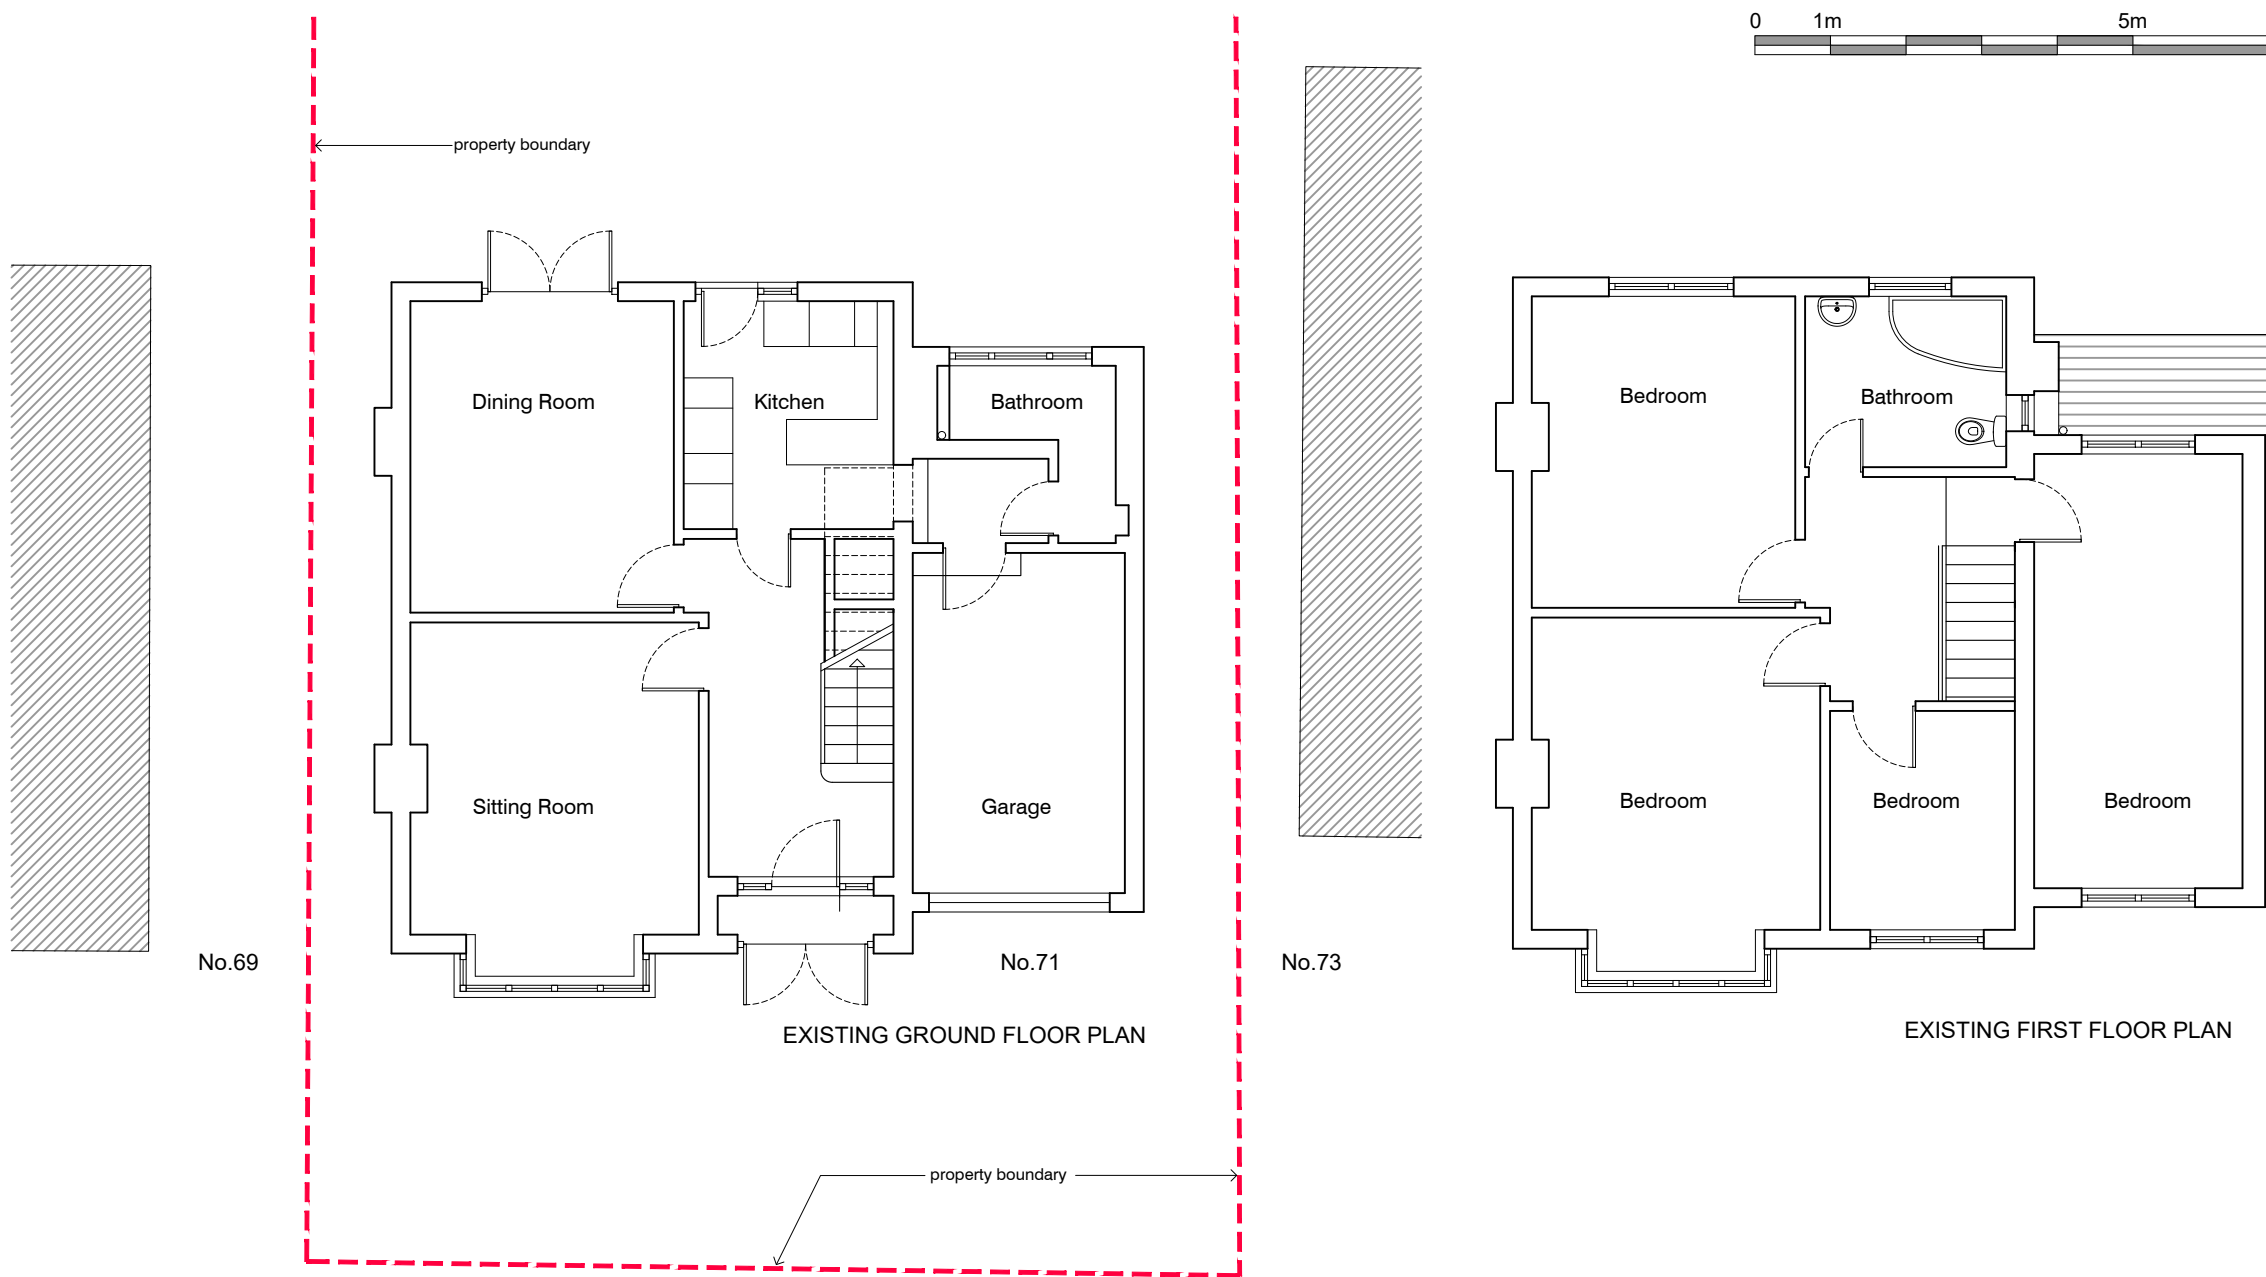 0 1m 5m
property boundary
Dining Room
Kitchen
Bathroom
Sitting Room
Garage
No.69
No.71
No.73
EXISTING GROUND FLOOR PLAN
property boundary
Bedroom
Bathroom
Bedroom
Bedroom
Bedroom
EXISTING FIRST FLOOR PLAN